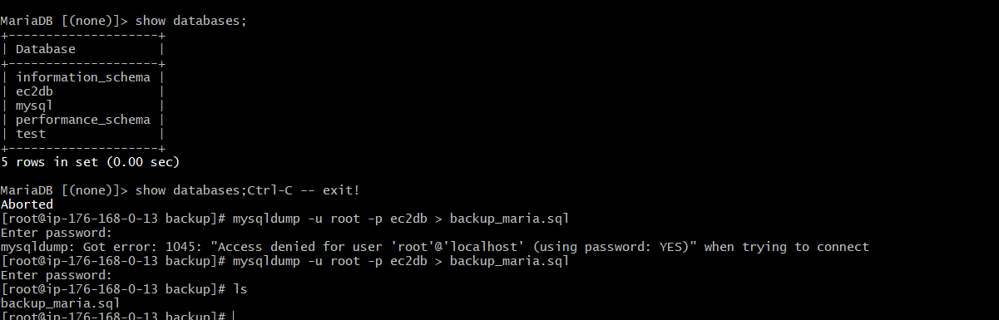 MariaDB [(none)]> show databases;
+--------------------+
| Database           |
+--------------------+
| information_schema |
| ec2db              |
| mysql              |
| performance_schema |
| test               |
+--------------------+
5 rows in set (0.00 sec)
MariaDB [(none)]> show databases;Ctrl-C -- exit!
Aborted
[root@ip-176-168-0-13 backup]# mysqldump -u root -p ec2db > backup_maria.sql
Enter password:
mysqldump: Got error: 1045: "Access denied for user 'root'@'localhost' (using password: YES)" when trying to connect
[root@ip-176-168-0-13 backup]# mysqldump -u root -p ec2db > backup_maria.sql
Enter password:
[root@ip-176-168-0-13 backup]# ls
backup_maria.sql
[root@ip-176-168-0-13 backup]#